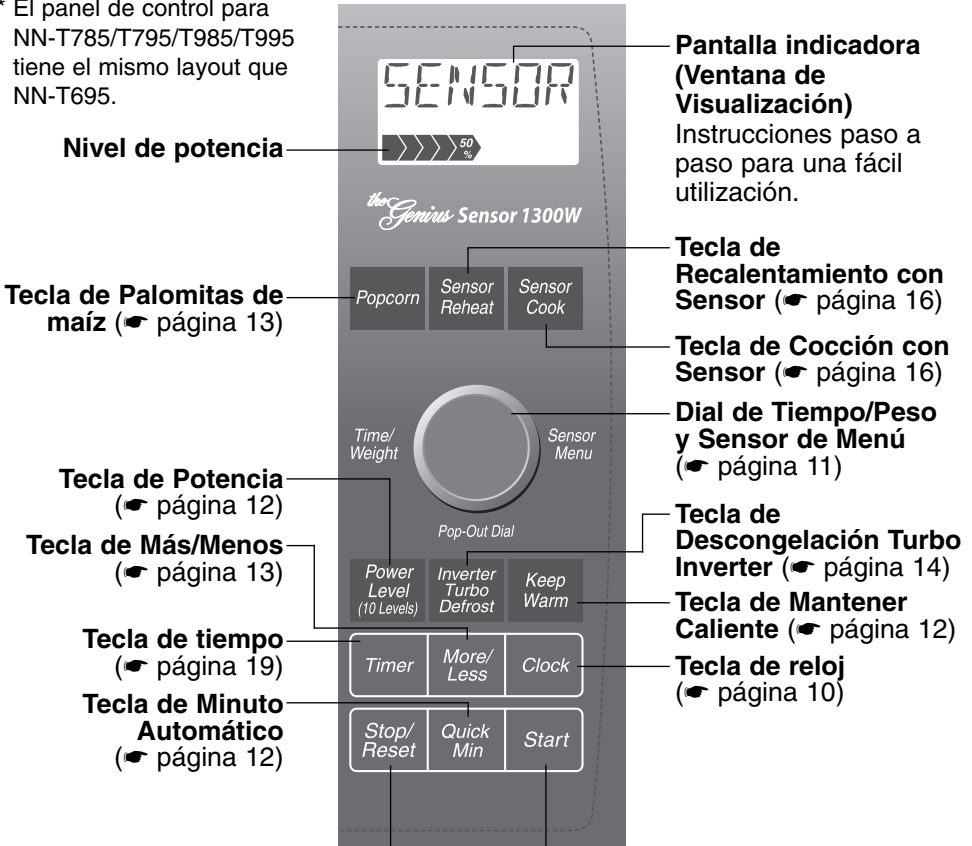 * El panel de control para
NN-T785/T795/T985/T995
tiene el mismo layout que
NN-T695.
Nivel de potencia
Tecla de Palomitas de
maíz (☛ página 13)
Tecla de Potencia
(☛ página 12)
Tecla de Más/Menos
(☛ página 13)
Tecla de tiempo
(☛ página 19)
Tecla de Minuto
Automático
(☛ página 12)
SENSOR
50
%
the Genius Sensor 1300W
Popcorn
Sensor
Reheat
Sensor
Cook
Time/
Weight
Sensor
Menu
Pop-Out Dial
Power
Level
(10 Levels)
Inverter
Turbo
Defrost
Keep
Warm
Timer
More/
Less
Clock
Stop/
Reset
Quick
Min
Start
Pantalla indicadora
(Ventana de
Visualización)
Instrucciones paso a
paso para una fácil
utilización.
Tecla de
Recalentamiento con
Sensor (☛ página 16)
Tecla de Cocción con
Sensor (☛ página 16)
Dial de Tiempo/Peso
y Sensor de Menú
(☛ página 11)
Tecla de
Descongelación Turbo
Inverter (☛ página 14)
Tecla de Mantener
Caliente (☛ página 12)
Tecla de reloj
(☛ página 10)